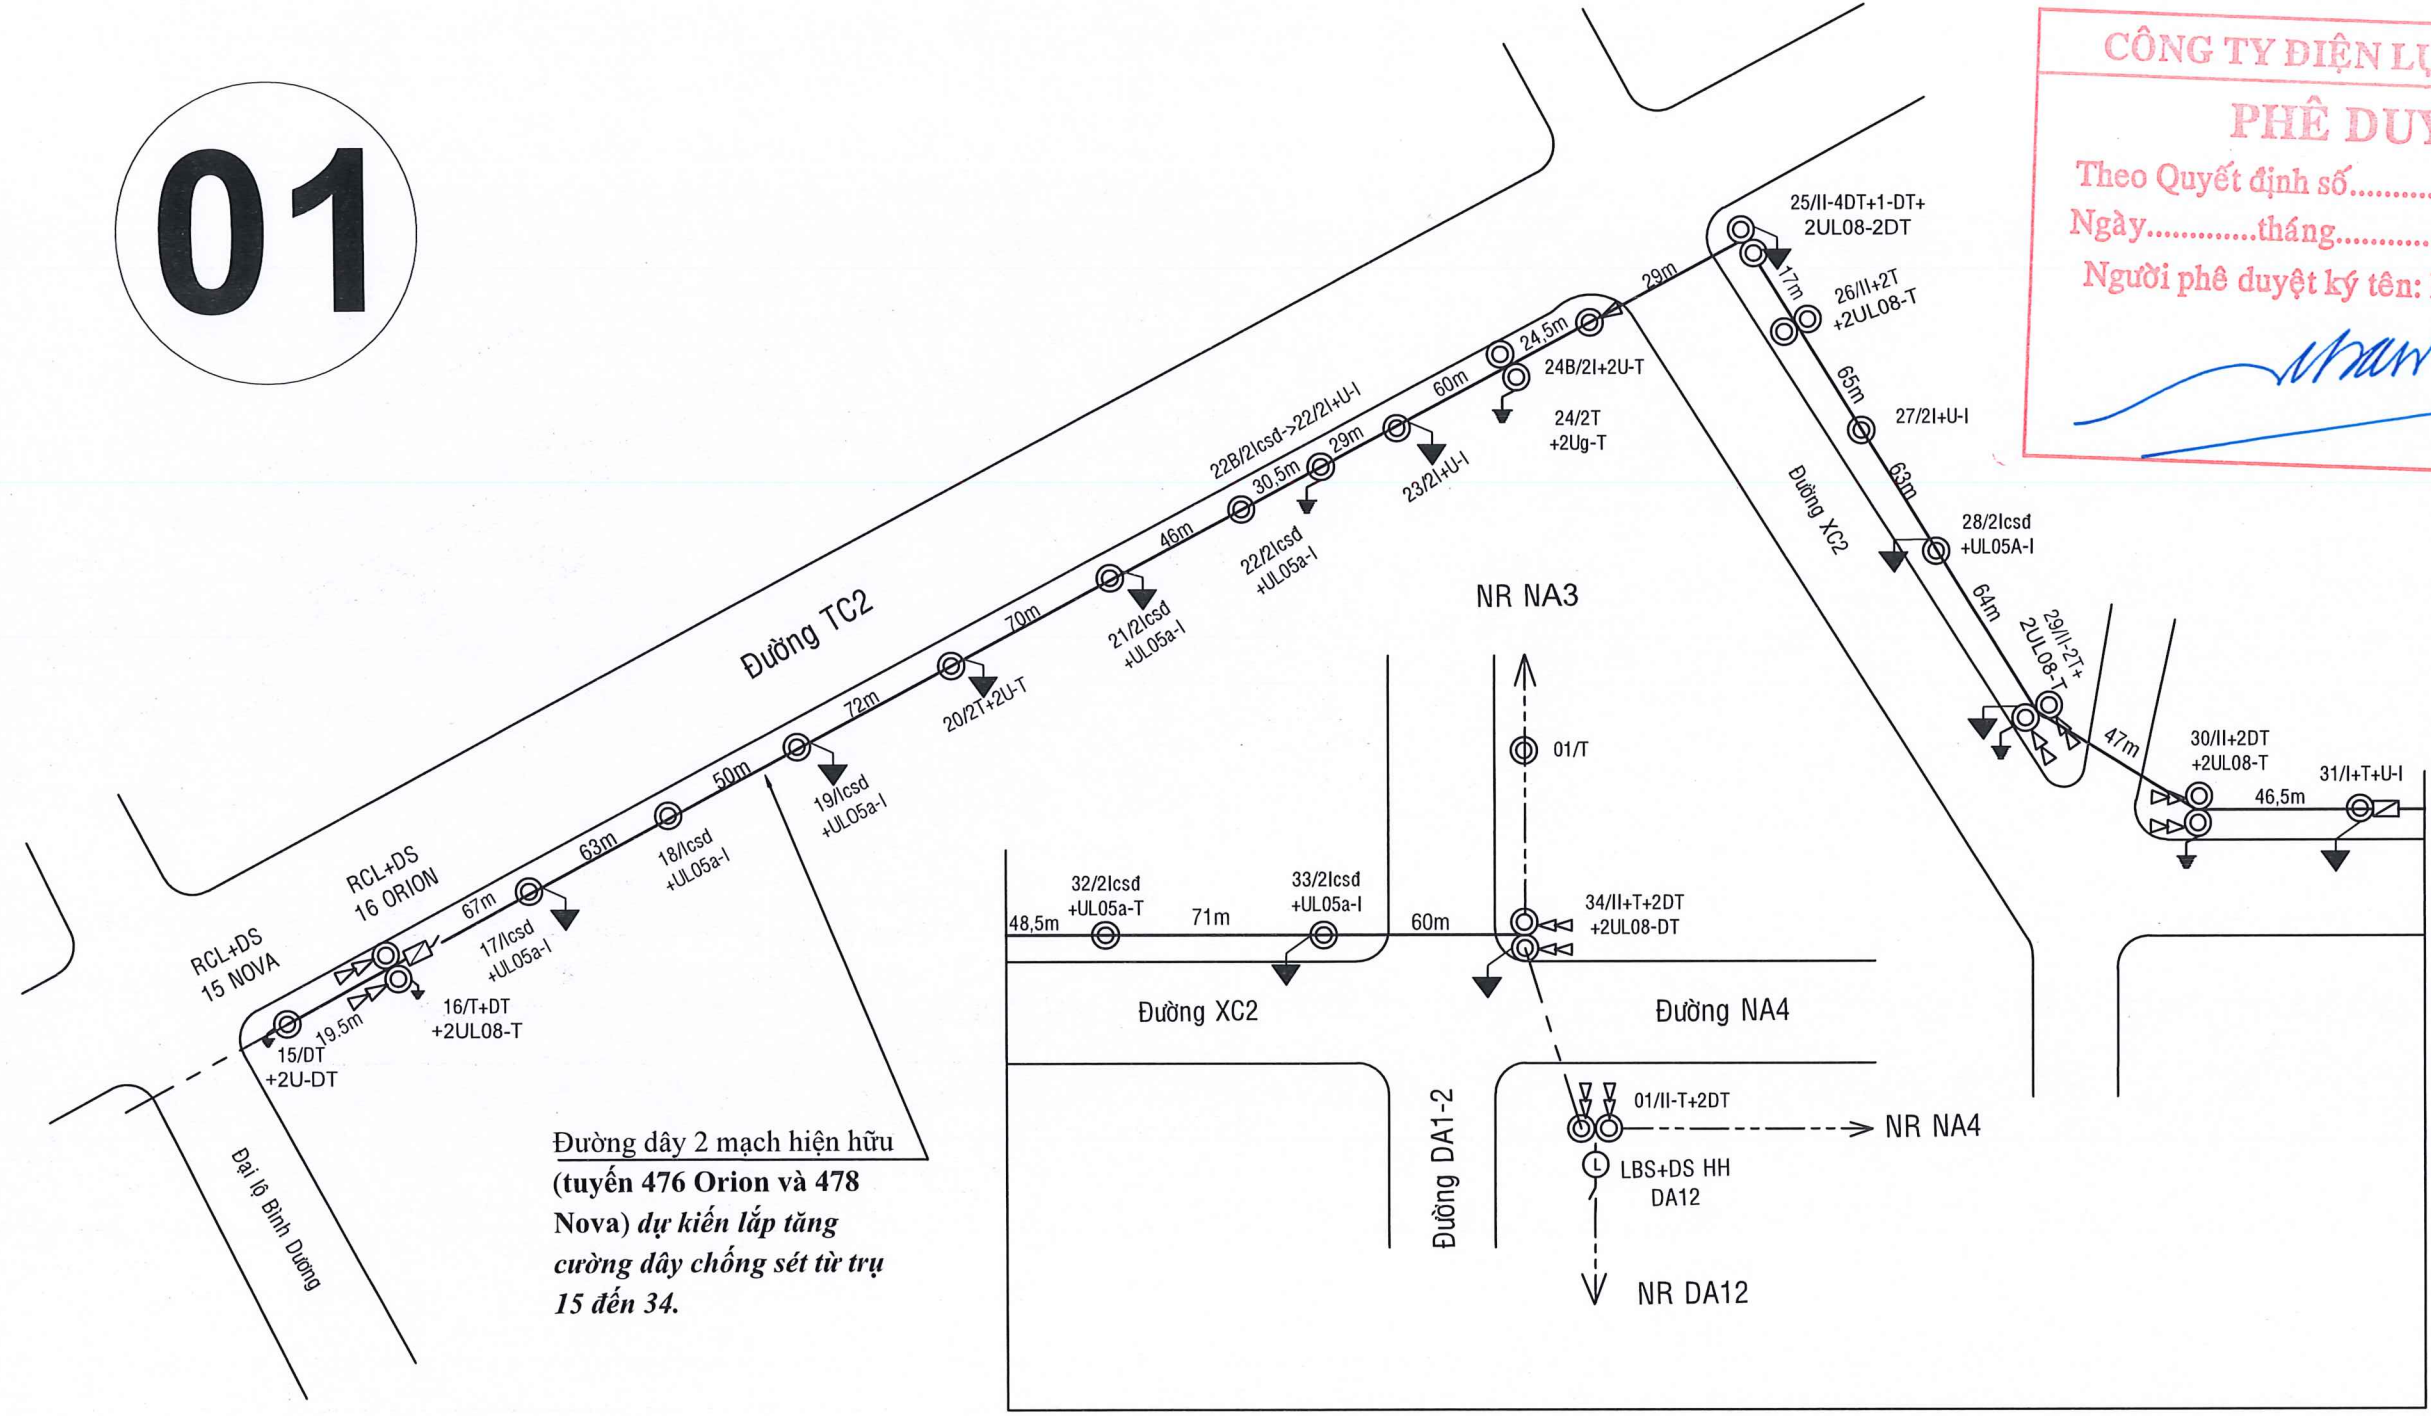 01
CÔNG TY ĐIỆN
PHÊ
Theo Quyết định số............
Ngày.............tháng............
Người phê duyệt ký tên:
25/II-4DT+1-DT+
2UL08-2DT
29m
17m
26/II+2T
+2UL08-T
24,5m
24B/2I+2U-T
60m
24/2T
+2Ug-T
65m
27/2I+U-I
22B/2Icsđ->22/2I+U-I
29m
30,5m
23/2I+U-I
63m
Đường XC2
28/2Icsđ
+UL05A-I
46m
22/2Icsđ
+UL05a-I
64m
29/II-2T+
2UL08-T
70m
21/2Icsđ
+UL05a-I
Đường TC2
NR NA3
72m
20/2T+2U-T
47m
30/II+2DT
+2UL08-T
46,5m
31/I+T+U-I
01/T
50m
19/Icsd
+UL05a-I
63m
18/Icsd
+UL05a-I
RCL+DS
16 ORION
67m
17/Icsd
+UL05a-I
RCL+DS
15 NOVA
16/T+DT
+2UL08-T
19.5m
15/DT
+2U-DT
48,5m
32/2Icsđ
+UL05a-T
71m
33/2Icsđ
+UL05a-I
60m
34/II+T+2DT
+2UL08-DT
Đường XC2
Đường NA4
Đại lộ Bình Dương
Đường dây 2 mạch hiện hữu
(tuyến 476 Orion và 478
Nova) dự kiến lắp tăng
cường dây chống sét từ trụ
15 đến 34.
Đường DA1-2
01/II-T+2DT
NR NA4
L
LBS+DS HH
DA12
NR DA12